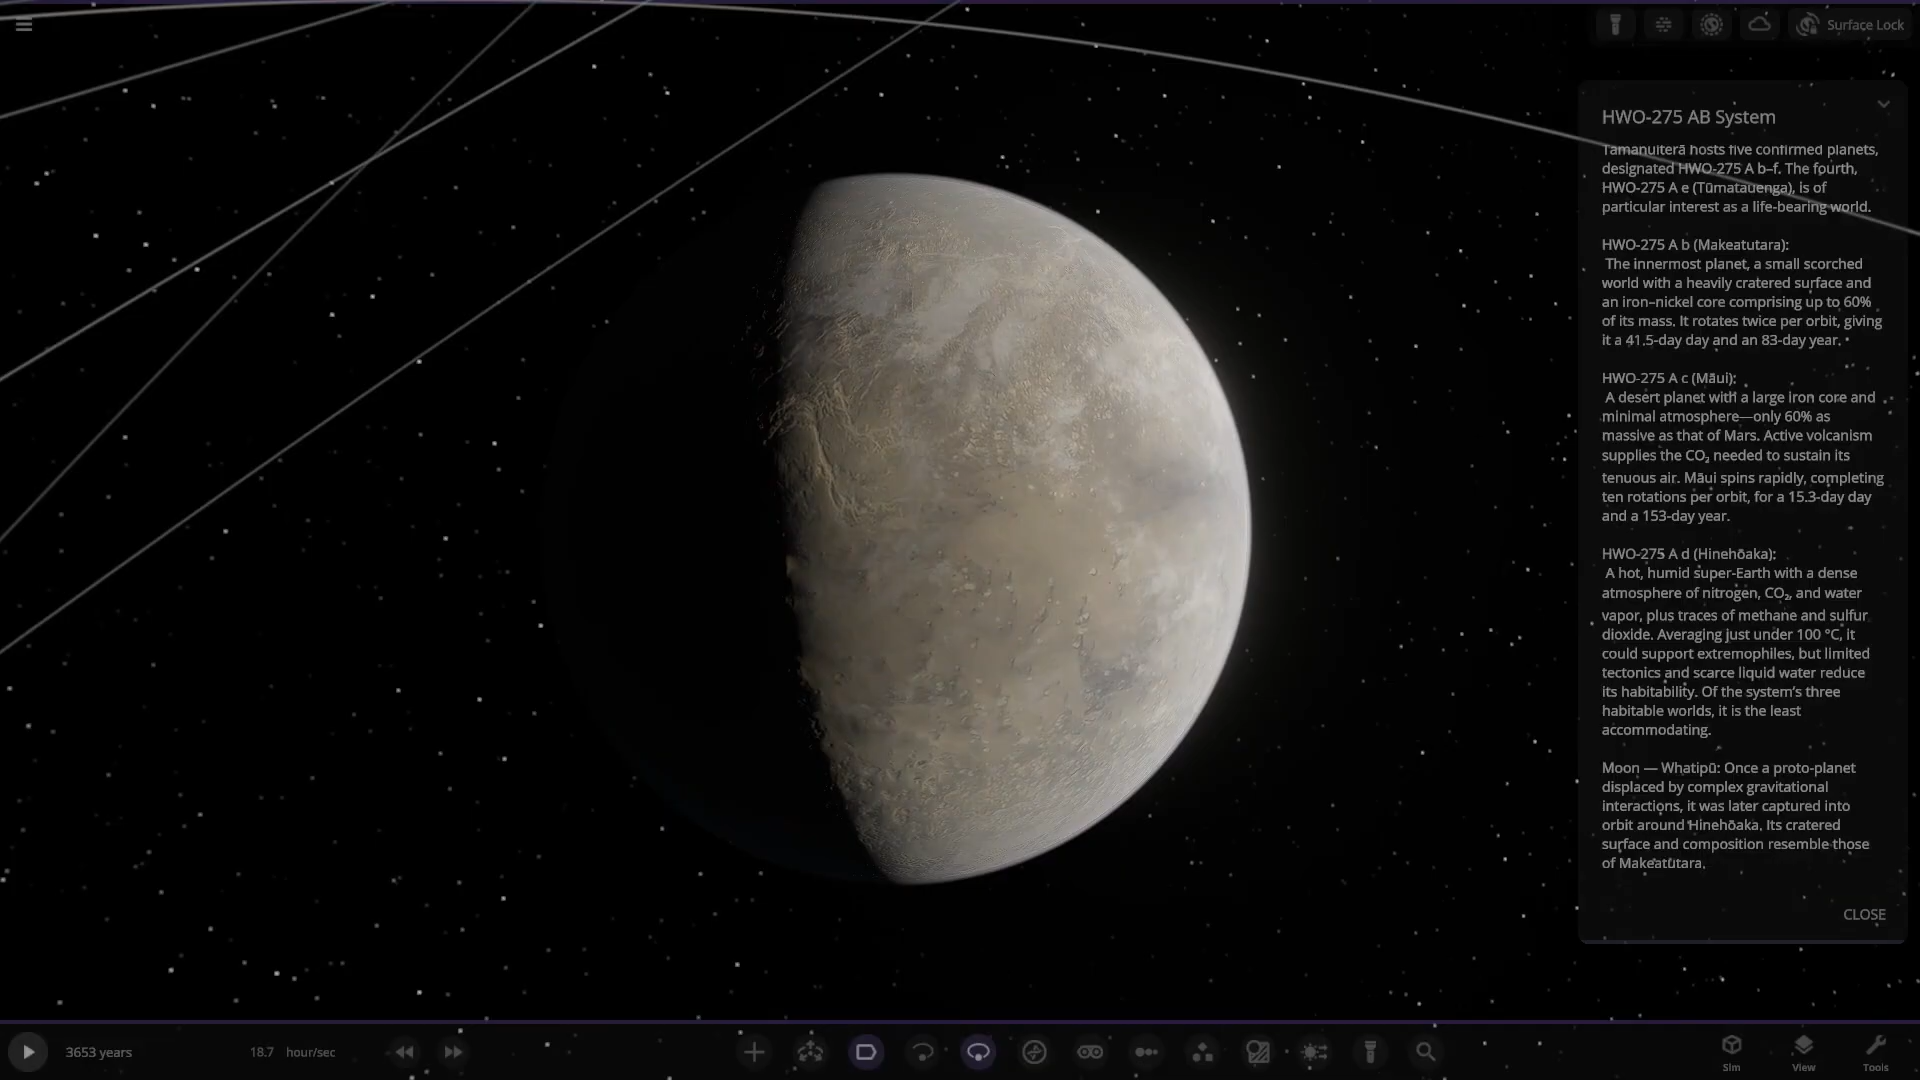 Surface Lock
HWO-275 AB System
Tamanuiterā hosts five confirmed planets,
designated HWO-275 A b–f. The fourth,
HWO-275 A e (Tūmatauenga), is of
particular interest as a life-bearing world.
HWO-275 A b (Makeatutara):
The innermost planet, a small scorched
world with a heavily cratered surface and
an iron–nickel core comprising up to 60%
of its mass. It rotates twice per orbit, giving
it a 41.5-day day and an 83-day year.
HWO-275 A c (Māui):
A desert planet with a large iron core and
minimal atmosphere—only 60% as
massive as that of Mars. Active volcanism
supplies the CO₂ needed to sustain its
tenuous air. Māui spins rapidly, completing
ten rotations per orbit, for a 15.3-day day
and a 153-day year.
HWO-275 A d (Hinehōaka):
A hot, humid super-Earth with a dense
atmosphere of nitrogen, CO₂, and water
vapor, plus traces of methane and sulfur
dioxide. Averaging just under 100 °C, it
could support extremophiles, but limited
tectonics and scarce liquid water reduce
its habitability. Of the system's three
habitable worlds, it is the least
accommodating.
Moon — Whatipū: Once a proto-planet
displaced by complex gravitational
interactions, it was later captured into
orbit around Hinehōaka. Its cratered
surface and composition resemble those
of Makeatutara.
CLOSE
3653 years
18.7 hour/sec
Sim
View
Tools